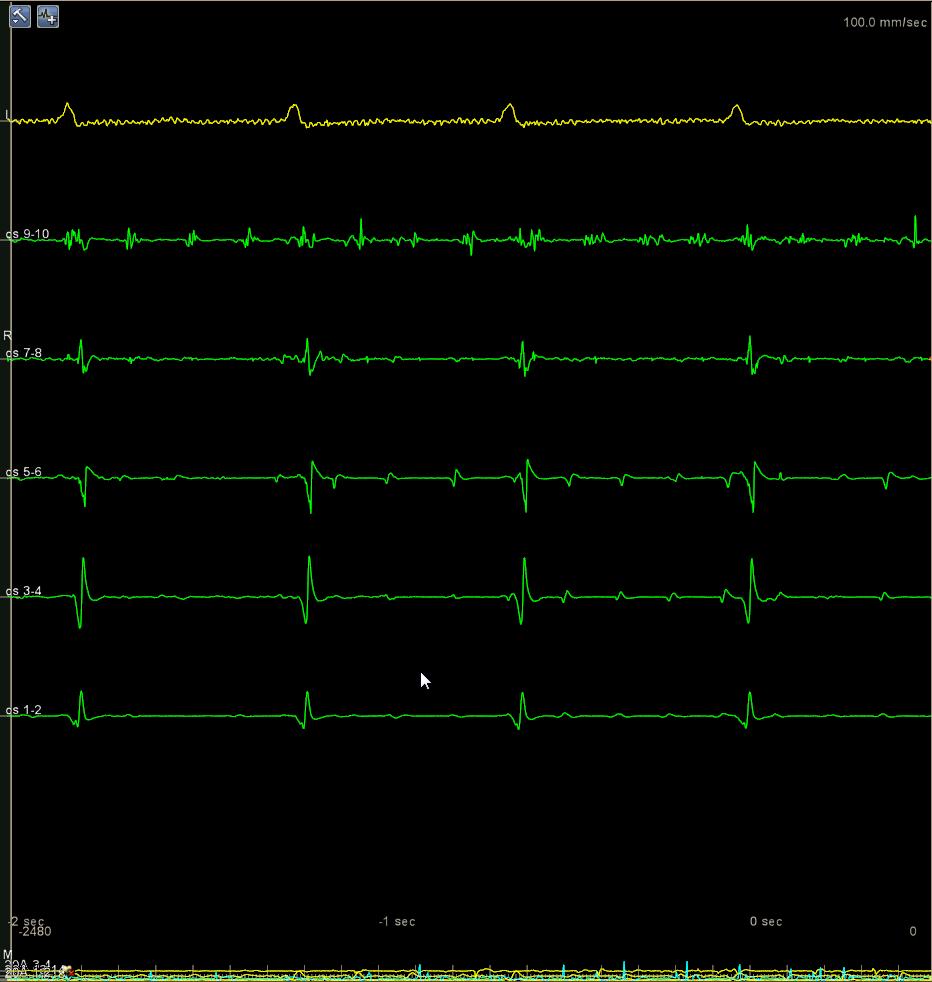 100.0 mm/sec
cs 9-10
R
cs 7-8
cs 5-6
cs 3-4
cs 1-2
-2 sec -1 sec 0 sec
-2480 0
M